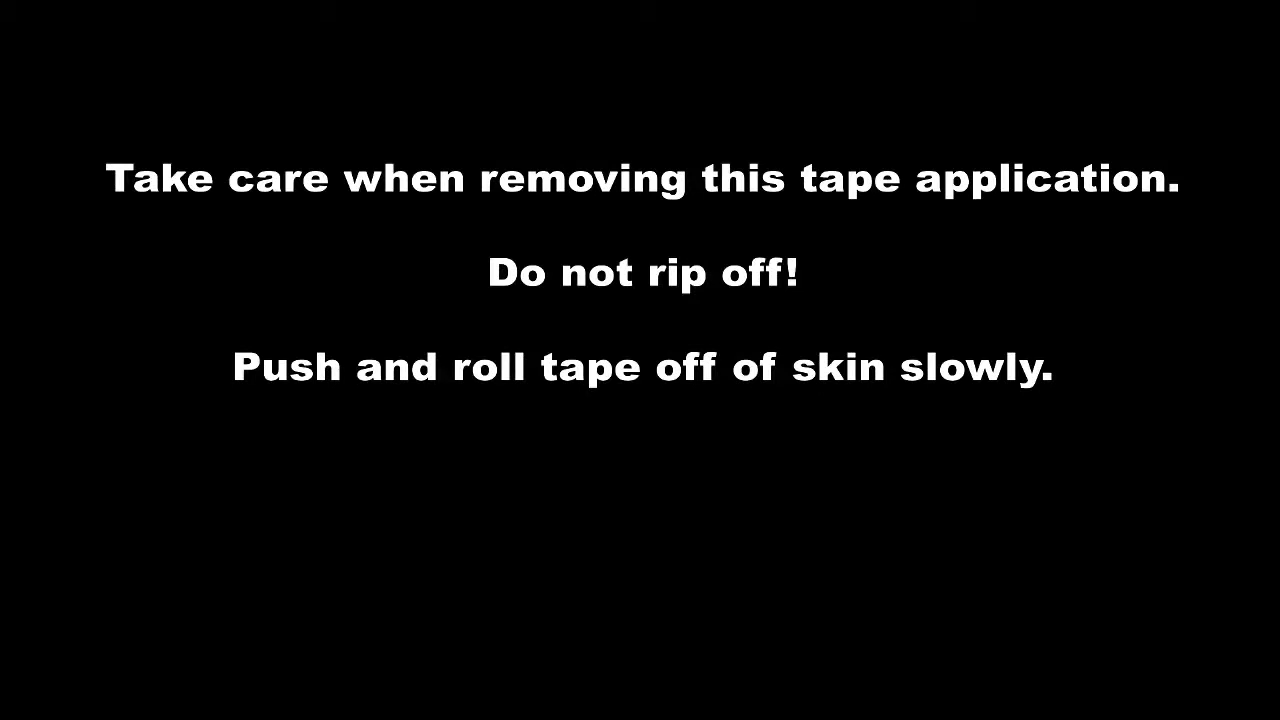 Take care when removing this tape application.
Do not rip off!
Push and roll tape off of skin slowly.